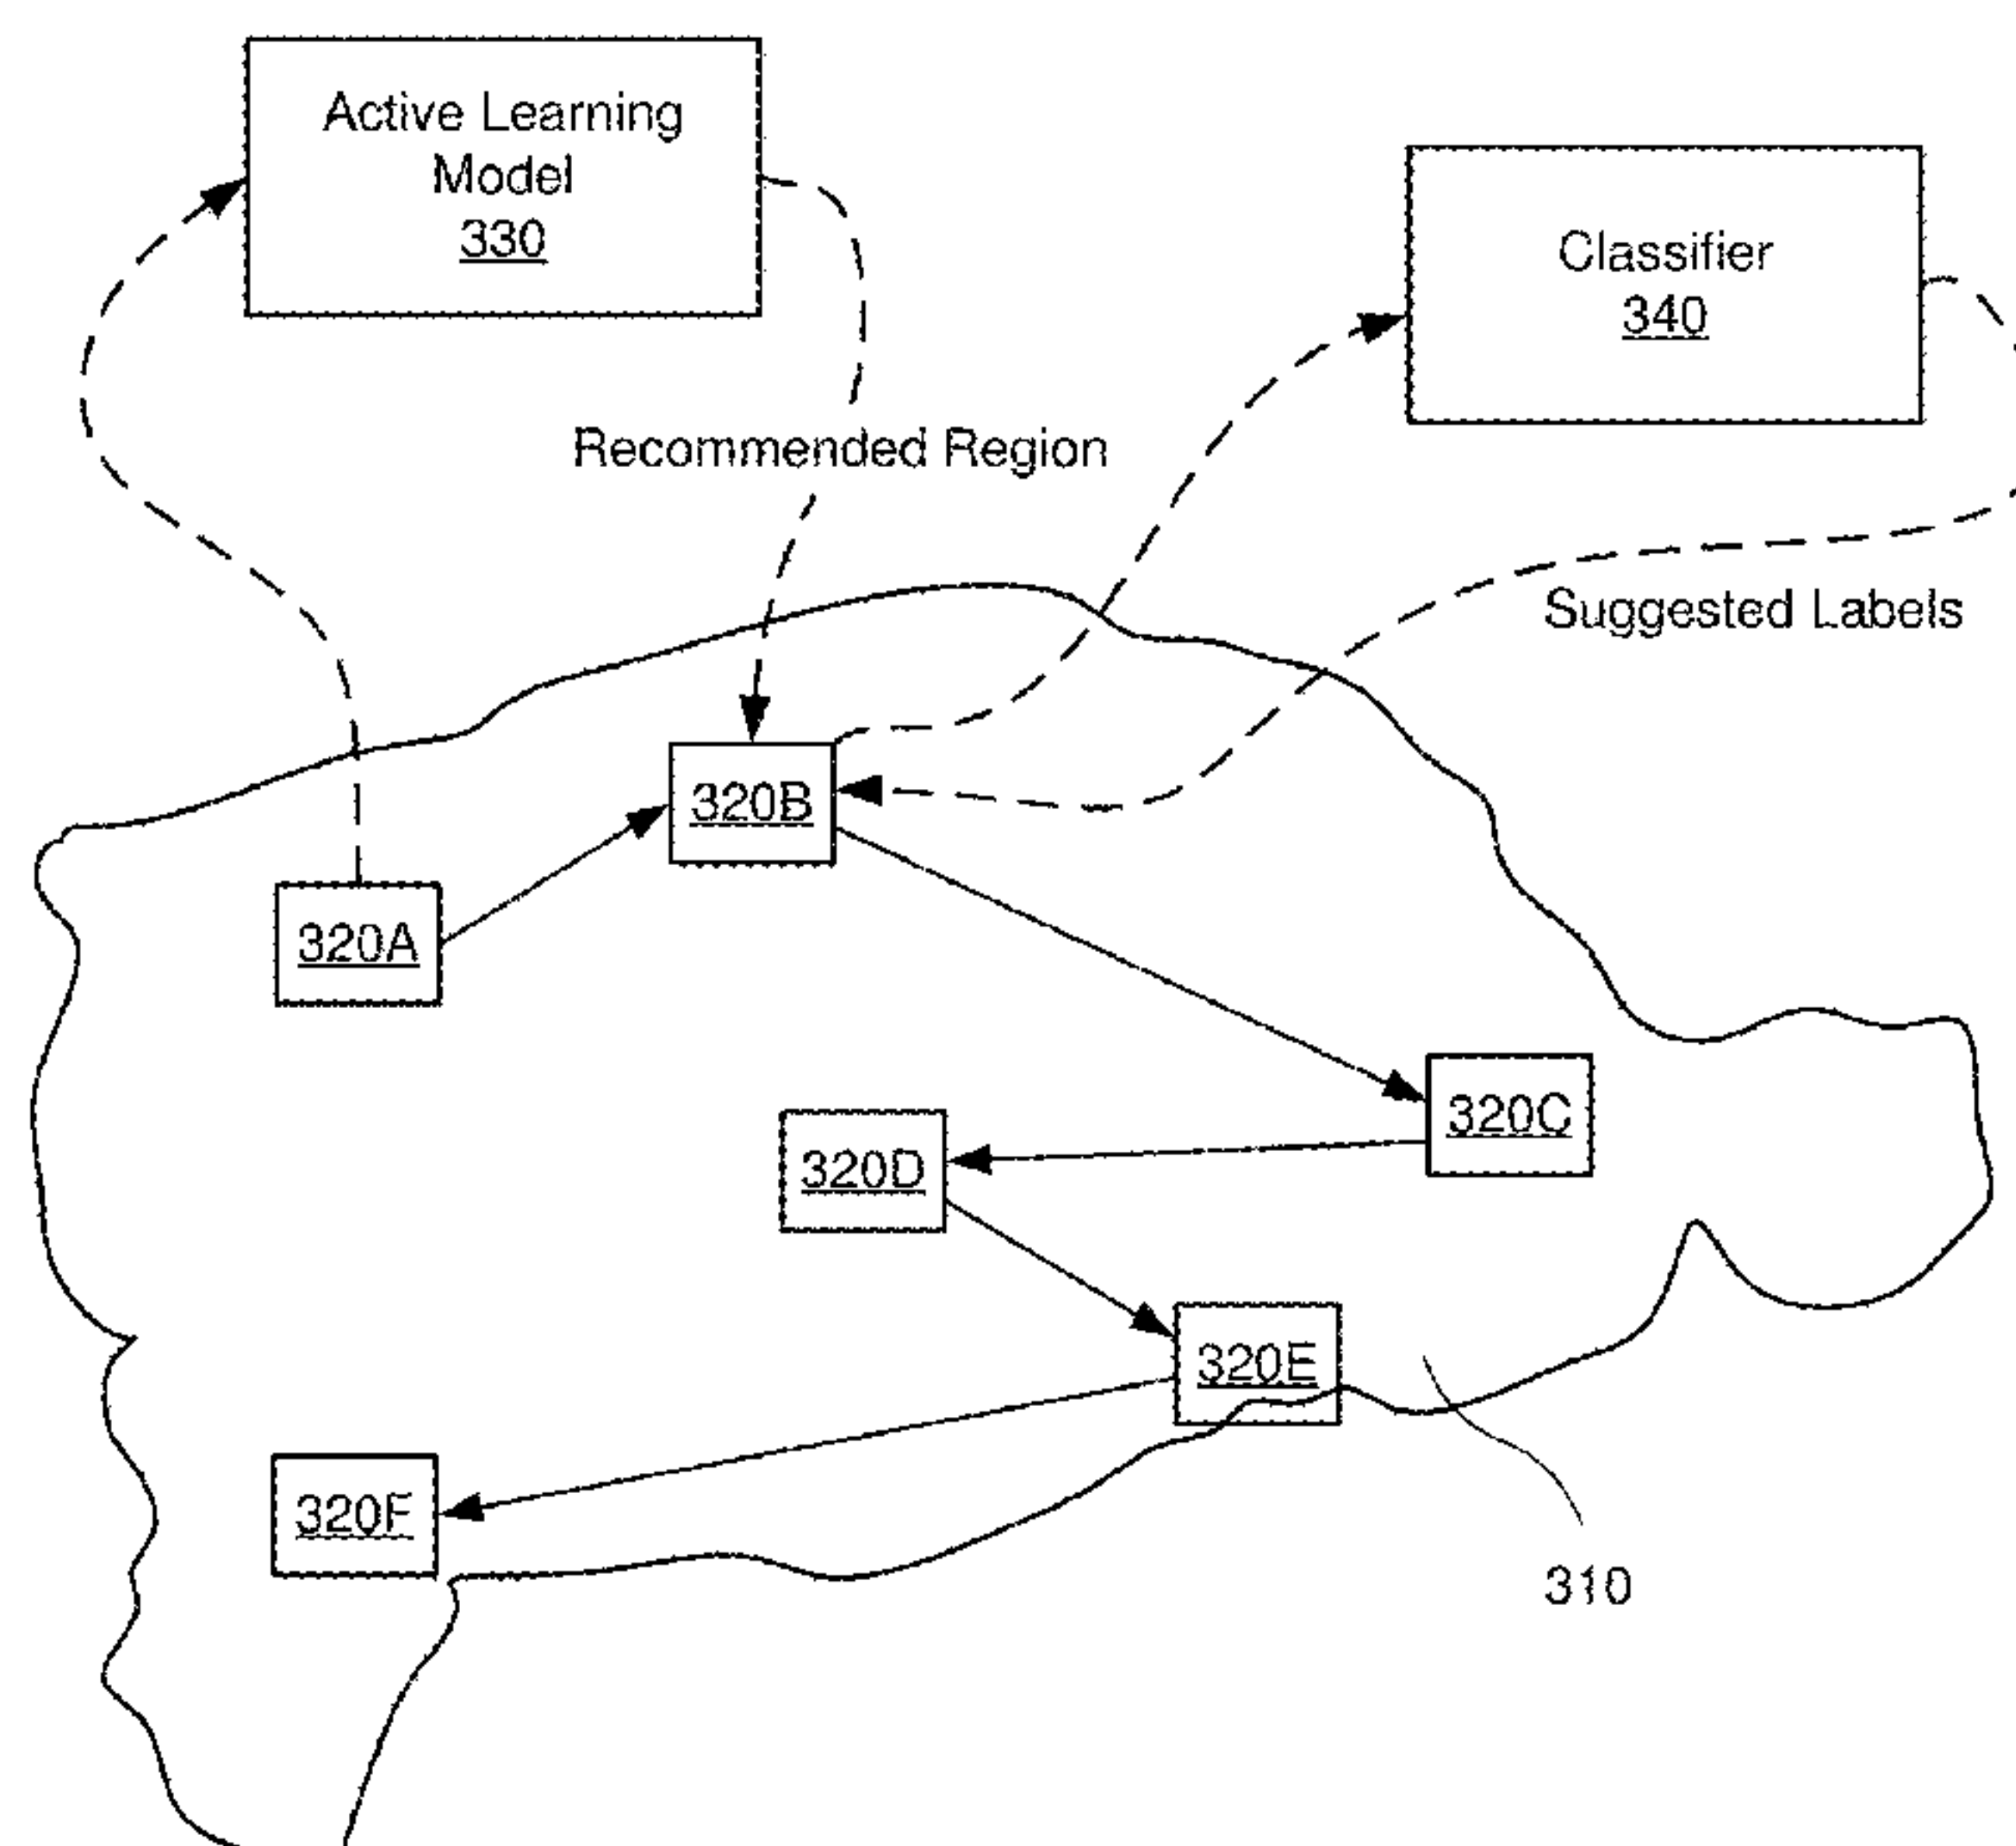 Active Learning
Model
330
Classifier
340
Recommended Region
Suggested Labels
320B
320A
320C
320D
320E
320F
310